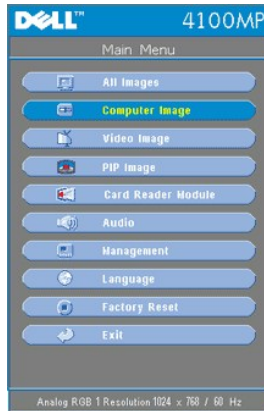 DELL™ 4100MP
Main Menu
All Images
Computer Image
Video Image
PIP Image
Card Reader Module
Audio
Management
Language
Factory Reset
Exit
Analog RGB 1 Resolution 1024 x 768 / 60 Hz